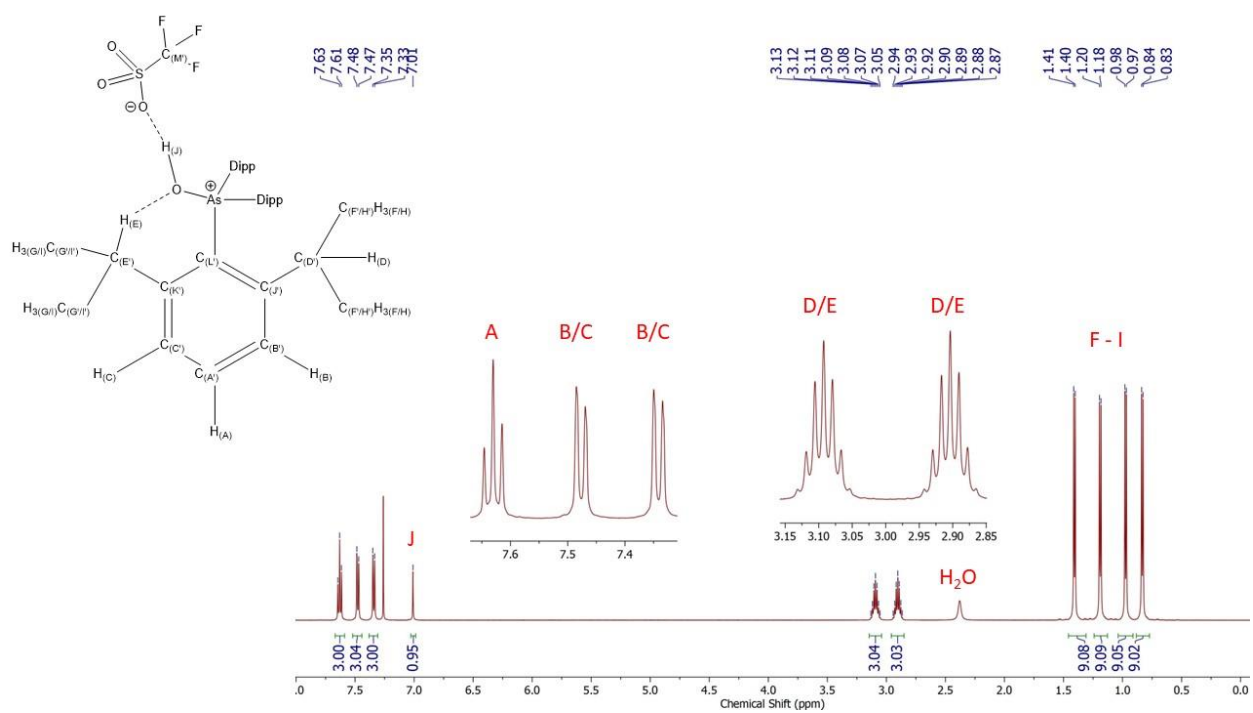 7.63
7.61
7.48
7.47
7.35
7.33
7.01
3.13
3.12
3.11
3.09
3.08
3.07
3.05
2.94
2.93
2.92
2.90
2.89
2.88
2.87
1.41
1.40
1.20
1.18
0.98
0.97
0.84
0.83
F
F
O
C(M')
F
S
O
⊖O
H(J)
Dipp
O
⊕
As
Dipp
H(E)
C(F'/H')H3(F/H)
H3(G/I)C(G'/I')
C(E')
C(L')
C(D')
H(D)
C(K')
C(J')
H3(G/I)C(G'/I')
C(F'/H')H3(F/H)
C(C')
C(B')
H(C)
C(A')
H(B)
H(A)
A
B/C
B/C
D/E
D/E
F - I
7.6
7.5
7.4
3.15
3.10
3.05
3.00
2.95
2.90
2.85
J
H2O
3.00
3.04
3.00
0.95
3.04
3.03
9.08
9.09
9.05
9.02
.0
7.5
7.0
6.5
6.0
5.5
5.0
4.5
4.0
3.5
3.0
2.5
2.0
1.5
1.0
0.5
0.0
Chemical Shift (ppm)